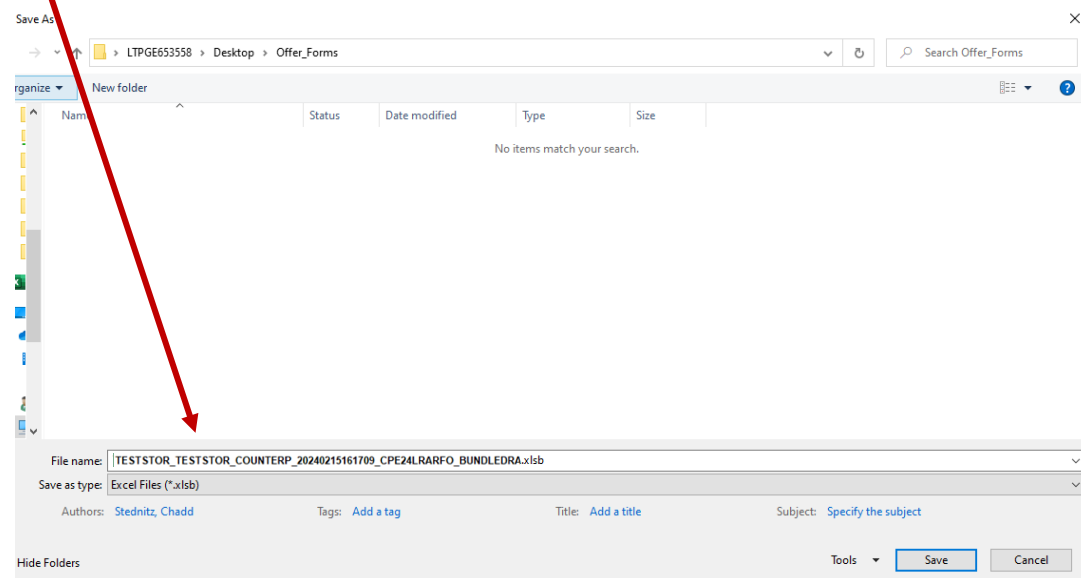 Save As
LTPGE653558 > Desktop > Offer_Forms
Search Offer_Forms
rganize
New folder
Name
Status
Date modified
Type
Size
No items match your search.
File name: TESTSTOR_TESTSTOR_COUNTERP_20240215161709_CPE24LRARFO_BUNDLEDRA.xlsb
Save as type: Excel Files (*.xlsb)
Authors: Stednitz, Chadd
Tags: Add a tag
Title: Add a title
Subject: Specify the subject
Hide Folders
Tools
Save
Cancel